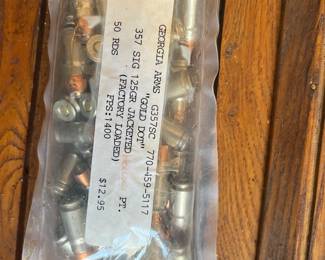 GEORGIA ARMS G357SC 770-459-5117
"GOLD DOT"
357 SIG 125GR JACKETED PT.
(FACTORY LOADED)
50 RDS FPS:1400
$12.95